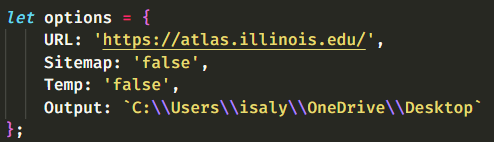 let options = {
URL: 'https://atlas.illinois.edu/',
Sitemap: 'false',
Temp: 'false',
Output: `C:\\Users\\isaly\\OneDrive\\Desktop`
};